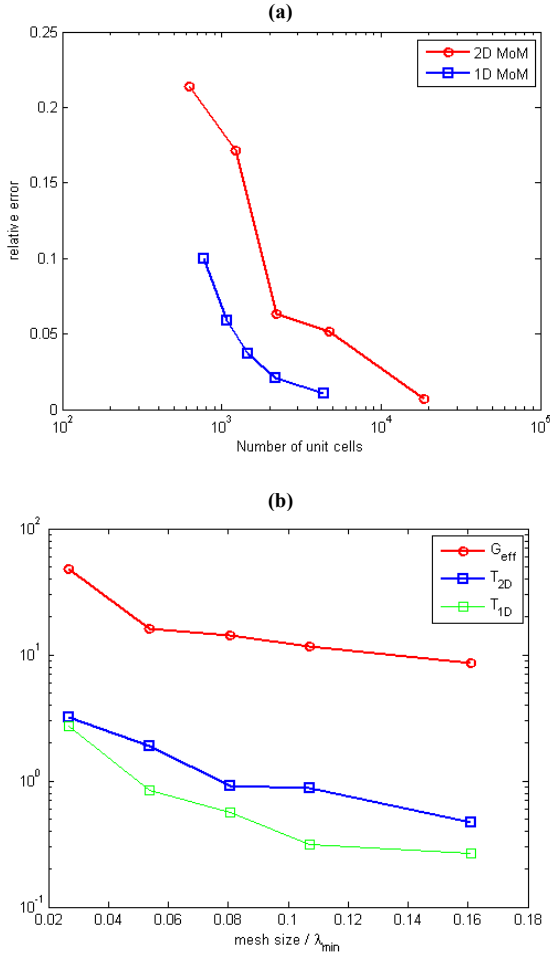 (a)
0.25
0.2
0.15
0.1
0.05
0
relative error
2D MoM
1D MoM
10^2
10^3
10^4
10^5
Number of unit cells
(b)
10^2
10^1
10^0
10^-1
G_eff
T_2D
T_1D
0.02
0.04
0.06
0.08
0.1
0.12
0.14
0.16
0.18
mesh size / λ_min